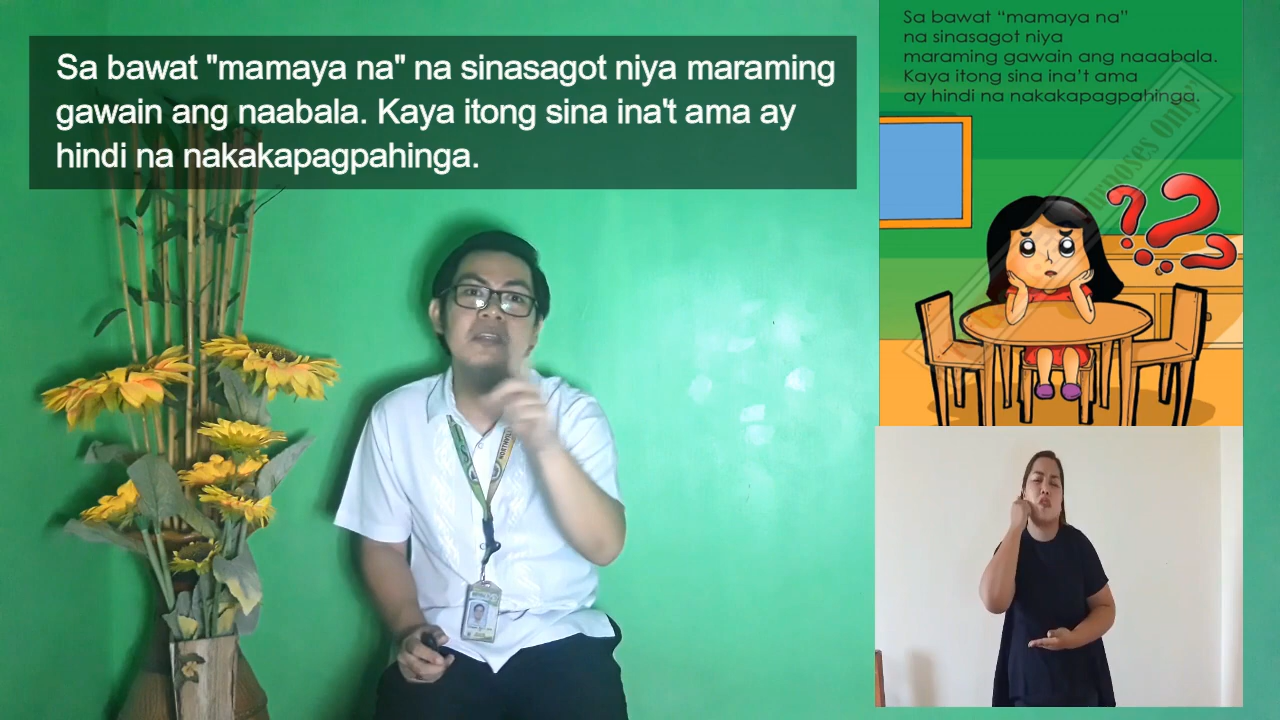 Sa bawat "mamaya na" na sinasagot niya maraming
gawain ang naabala. Kaya itong sina ina't ama ay
hindi na nakakapagpahinga.
Sa bawat “mamaya na”
na sinasagot niya
maraming gawain ang naaabala.
Kaya itong sina ina’t ama
ay hindi na nakakapagpahinga.
Purposes Only
??